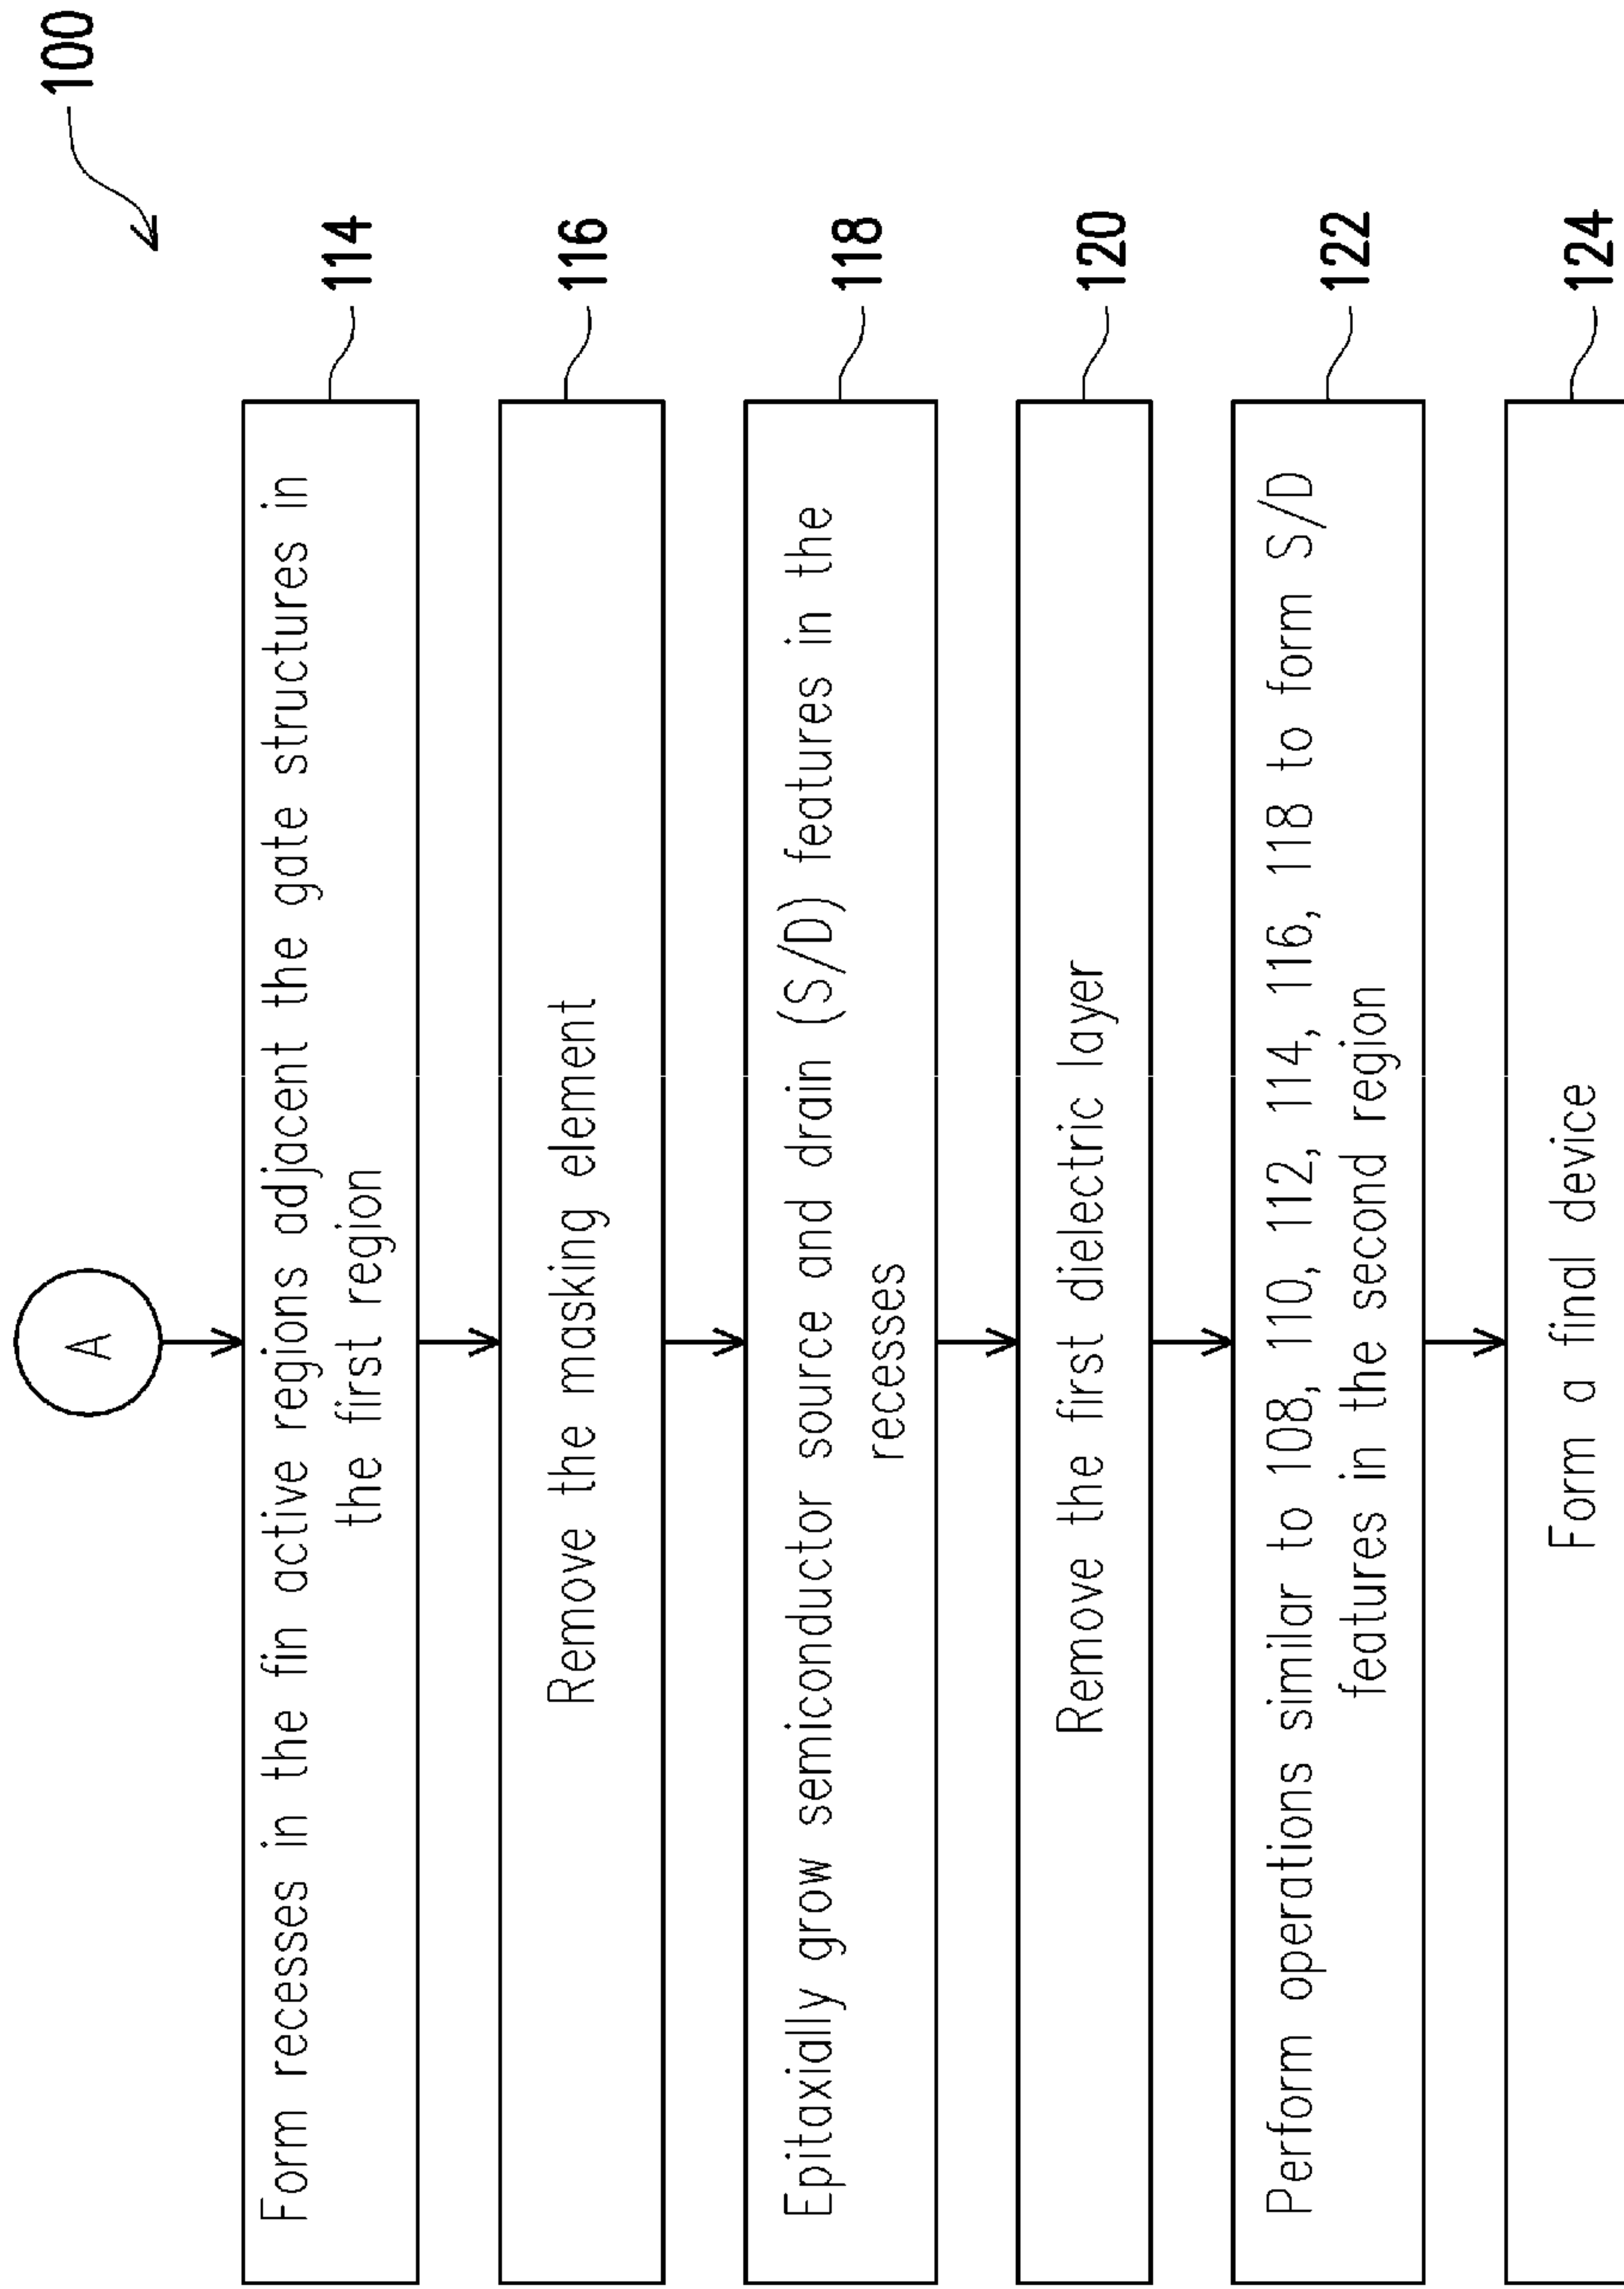 100
A
Form recesses in the fin active regions adjacent the gate structures in
the first region
114
Remove the masking element
116
Epitaxially grow semiconductor source and drain (S/D) features in the
recesses
118
Remove the first dielectric layer
120
Perform operations similar to 108, 110, 112, 114, 116, 118 to form S/D
features in the second region
122
Form a final device
124